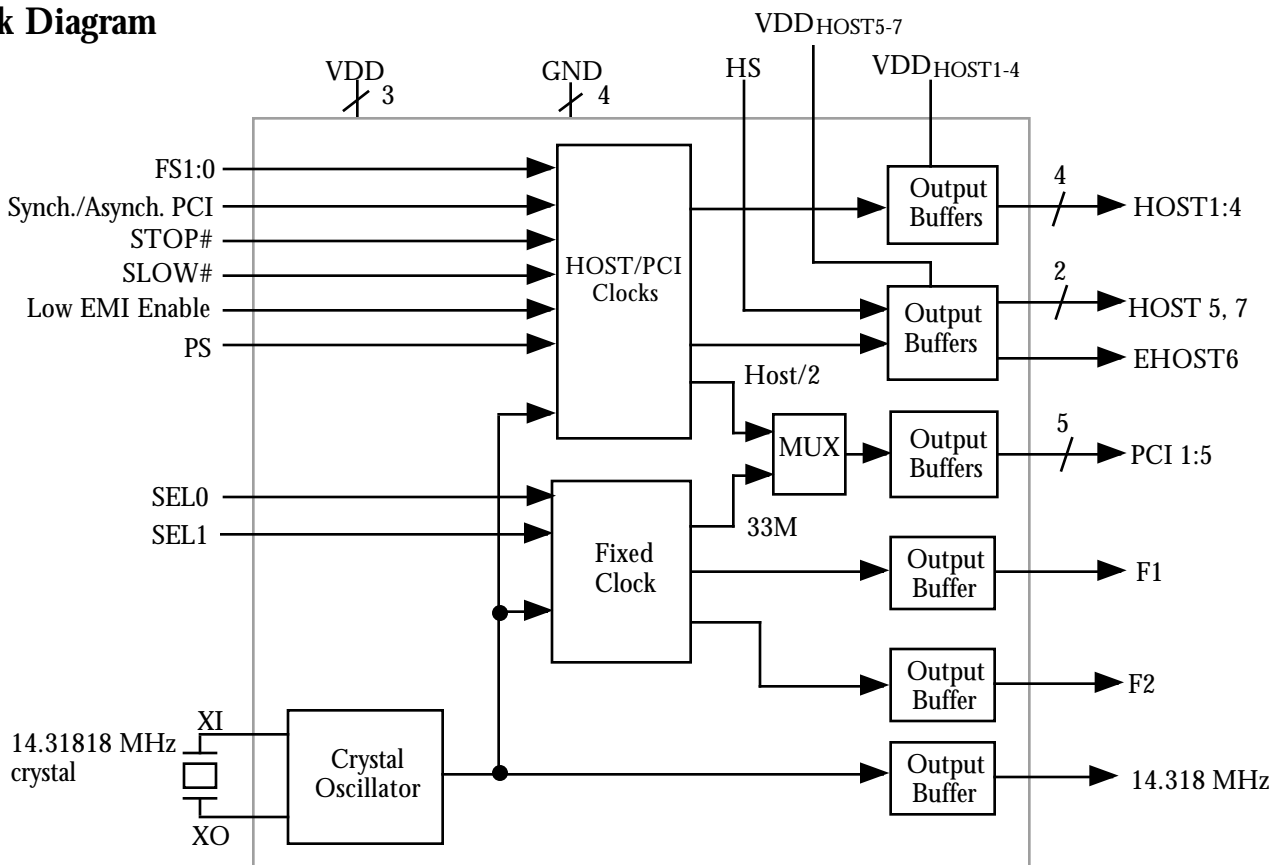 k Diagram
VDDHOST5-7
VDD
3
GND
4
HS
VDDHOST1-4
FS1:0
Synch./Asynch. PCI
STOP#
SLOW#
Low EMI Enable
PS
HOST/PCI
Clocks
Output
Buffers
4
HOST1:4
Output
Buffers
2
HOST 5, 7
EHOST6
Host/2
MUX
Output
Buffers
5
PCI 1:5
SEL0
SEL1
33M
Fixed
Clock
Output
Buffer
F1
Output
Buffer
F2
XI
14.31818 MHz
crystal
XO
Crystal
Oscillator
Output
Buffer
14.318 MHz